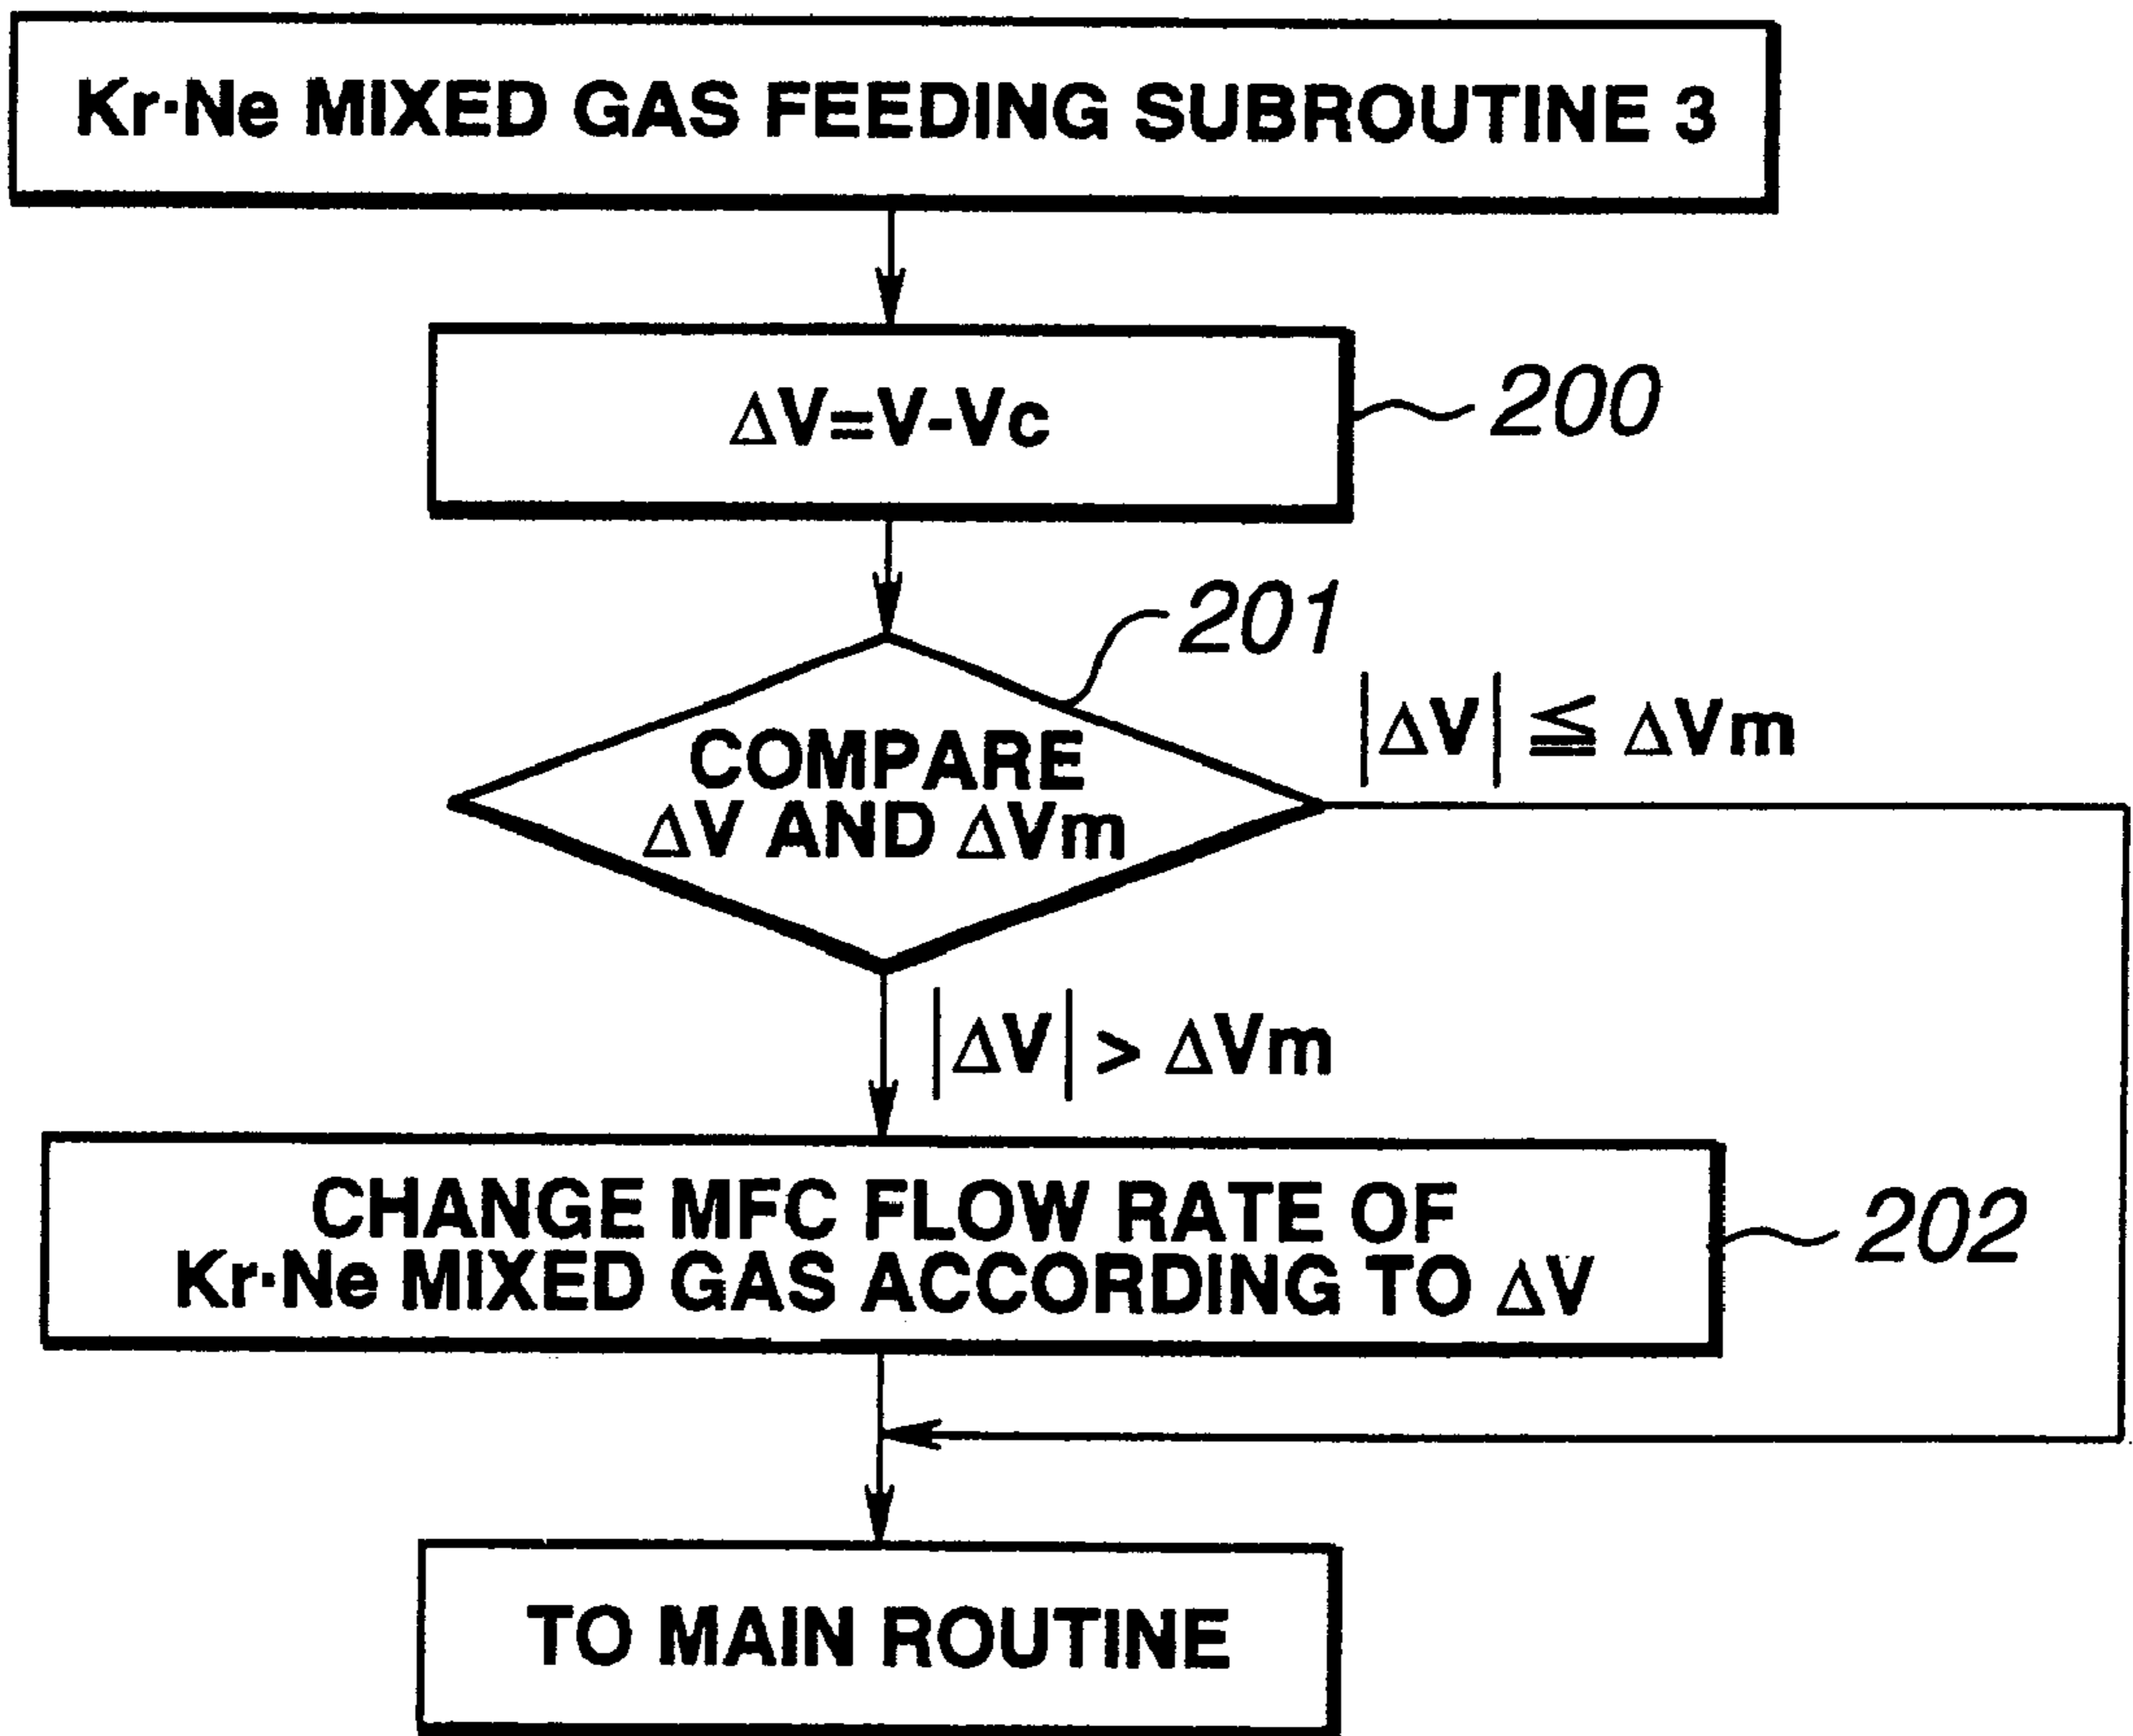 Kr·Ne MIXED GAS FEEDING SUBROUTINE 3
ΔV=V-Vc
200
201
COMPARE
ΔV AND ΔVm
|ΔV| ≦ ΔVm
|ΔV| > ΔVm
CHANGE MFC FLOW RATE OF
Kr·Ne MIXED GAS ACCORDING TO ΔV
202
TO MAIN ROUTINE